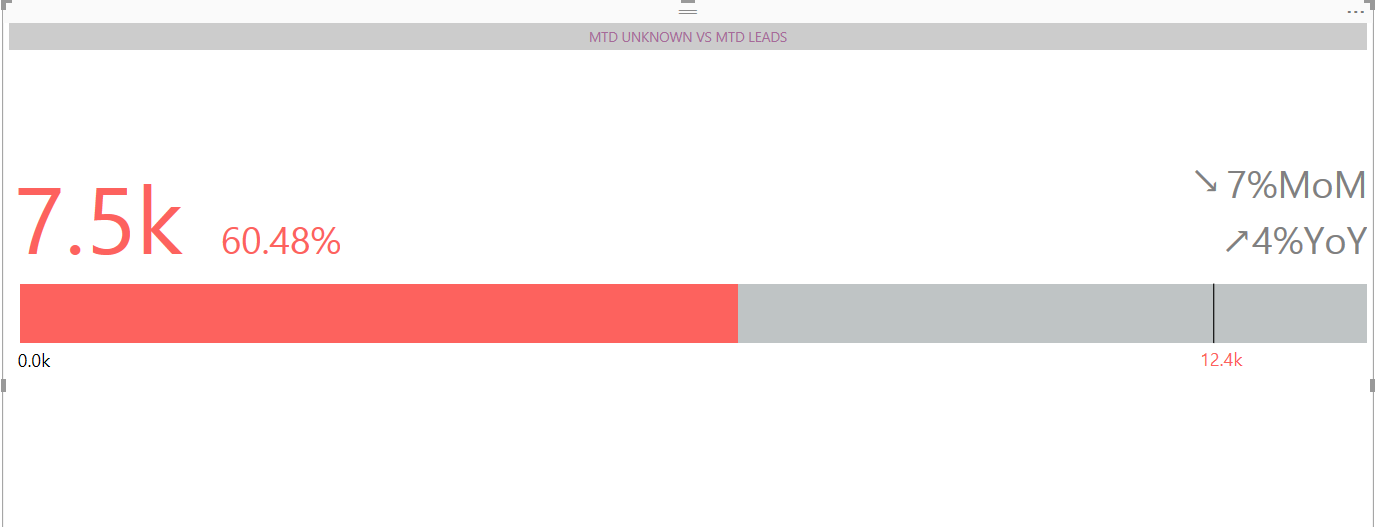 MTD UNKNOWN VS MTD LEADS
7.5k 60.48%
↘ 7%MoM
↗4%YoY
0.0k 12.4k